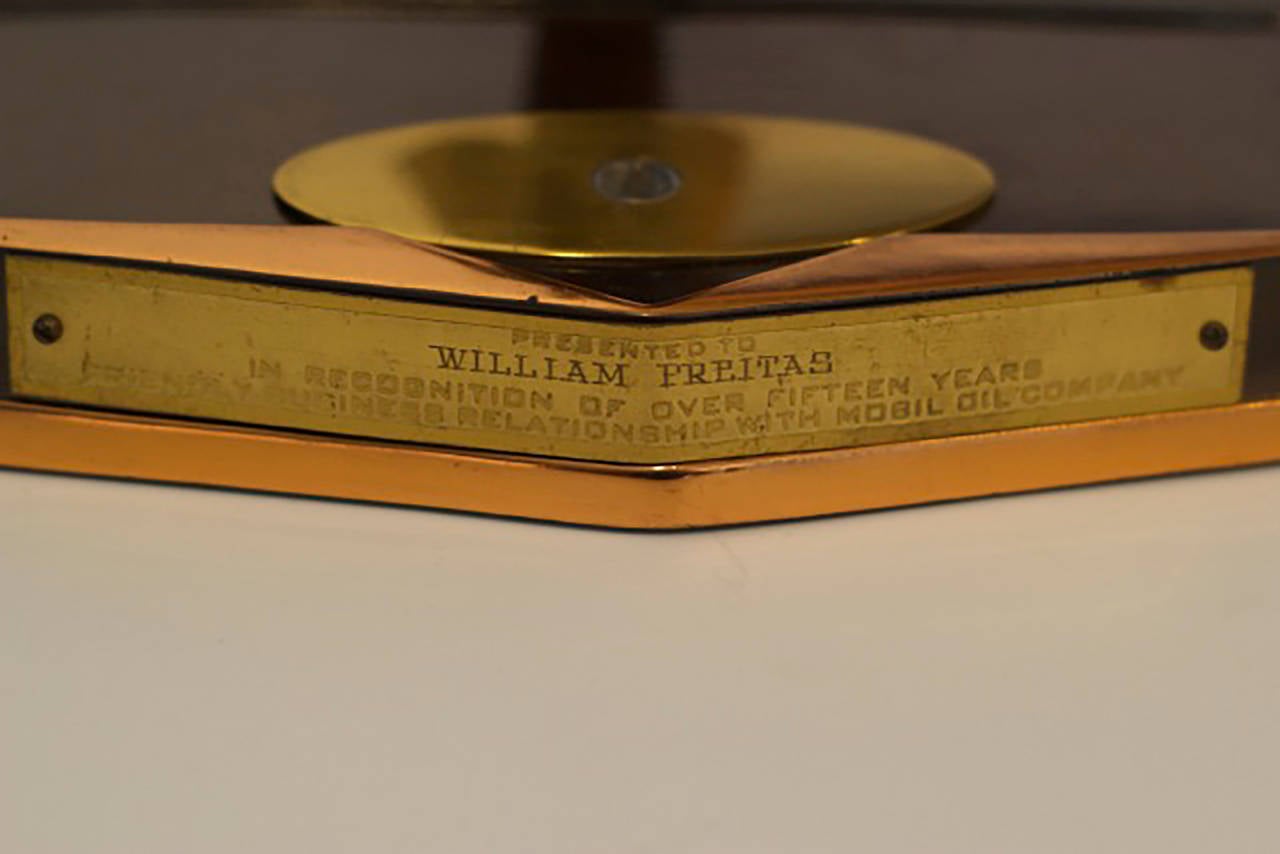 PRESENTED TO
WILLIAM FREITAS
IN RECOGNITION OF OVER FIFTEEN YEARS
BUSINESS RELATIONSHIP WITH MOBIL OIL COMPANY